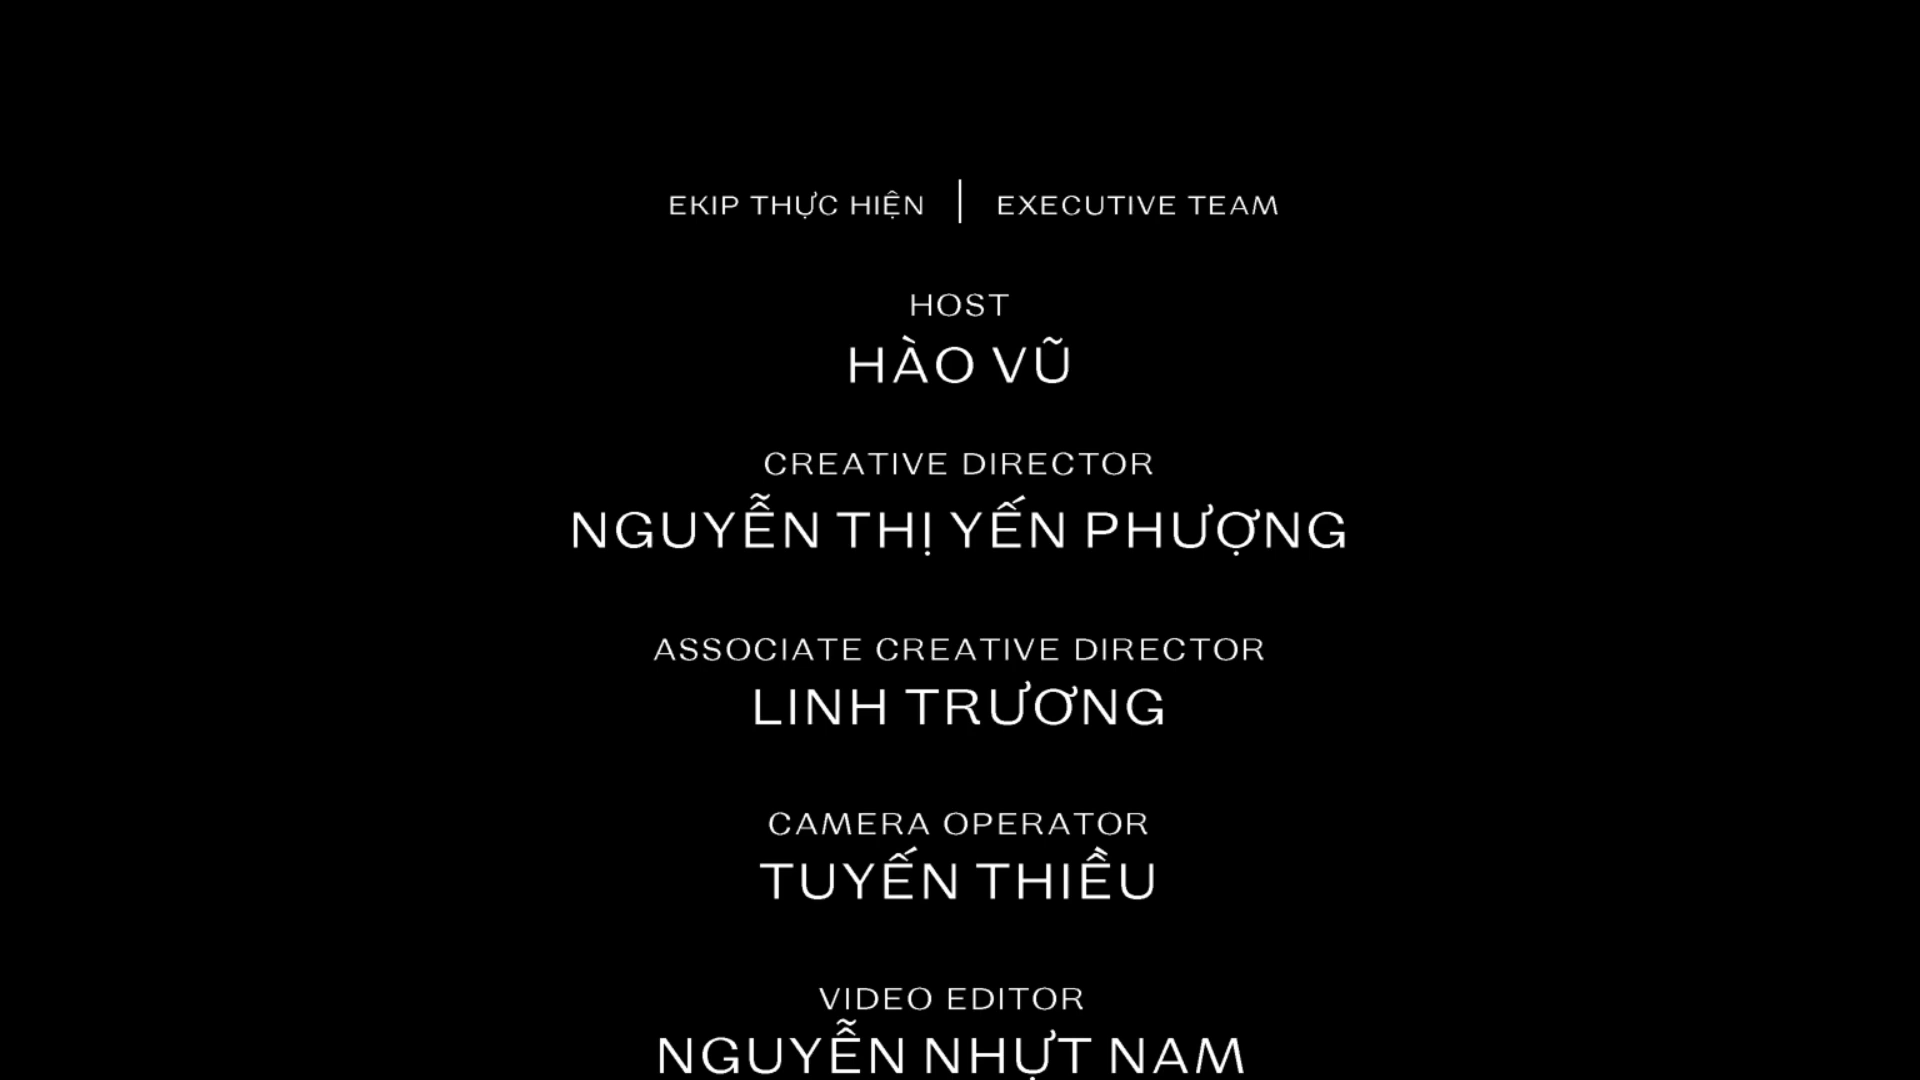 EKIP THỰC HIỆN | EXECUTIVE TEAM
HOST
HÀO VŨ
CREATIVE DIRECTOR
NGUYỄN THỊ YẾN PHƯỢNG
ASSOCIATE CREATIVE DIRECTOR
LINH TRƯƠNG
CAMERA OPERATOR
TUYẾN THIỀU
VIDEO EDITOR
NGUYỄN NHỰT NAM